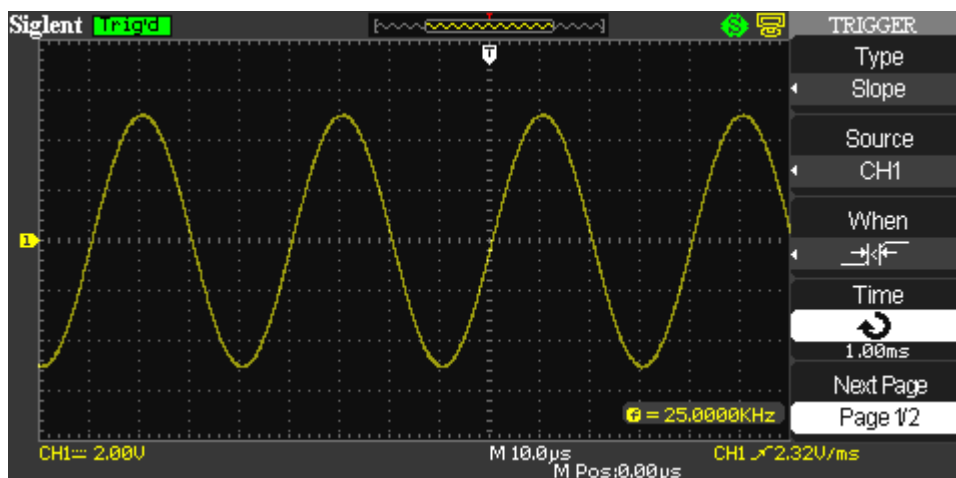 Siglent Trig'd
T
1
f = 25.0000KHz
CH1 2.00V
M 10.0µs
M Pos:0.00µs
CH1 2.32V/ms
TRIGGER
Type
Slope
Source
CH1
When
Time
1.00ms
Next Page
Page 1/2